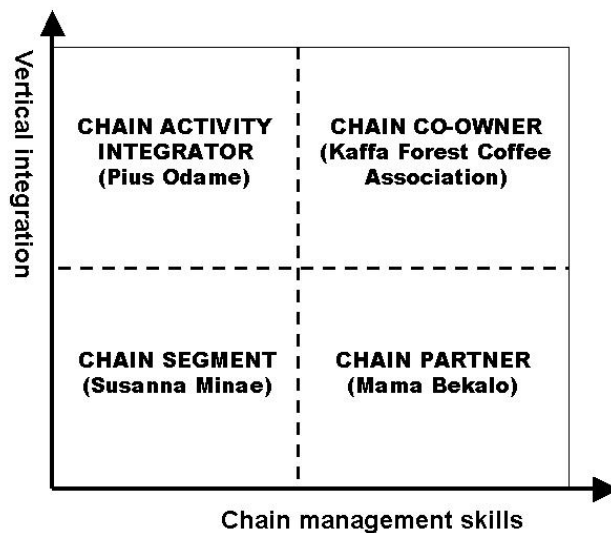 Vertical integration
CHAIN ACTIVITY
INTEGRATOR
(Pius Odame)
CHAIN CO-OWNER
(Kaffa Forest Coffee
Association)
CHAIN SEGMENT
(Susanna Minae)
CHAIN PARTNER
(Mama Bekalo)
Chain management skills